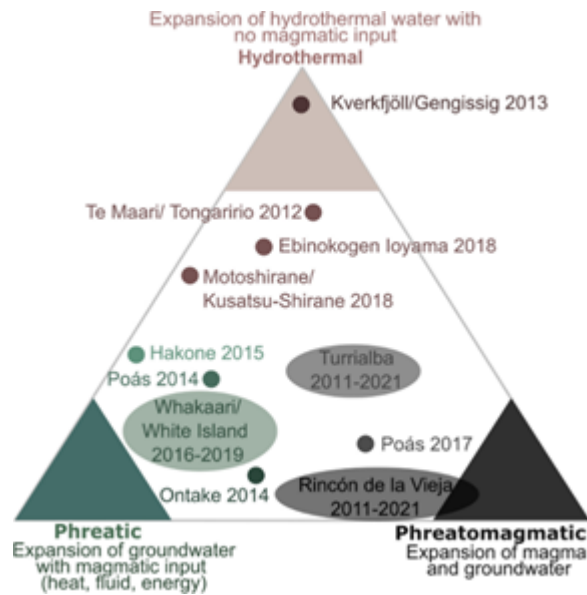 Expansion of hydrothermal water with
no magmatic input
Hydrothermal
Kverkfjöll/Gengissig 2013
Te Maari/ Tongaririo 2012
Ebinokogen Ioyama 2018
Motoshirane/
Kusatsu-Shirane 2018
Hakone 2015
Poás 2014
Turrialba
2011-2021
Whakaari/
White Island
2016-2019
Poás 2017
Ontake 2014
Rincón de la Vieja
2011-2021
Phreatic
Expansion of groundwater
with magmatic input
(heat, fluid, energy)
Phreatomagmatic
Expansion of magma
and groundwater